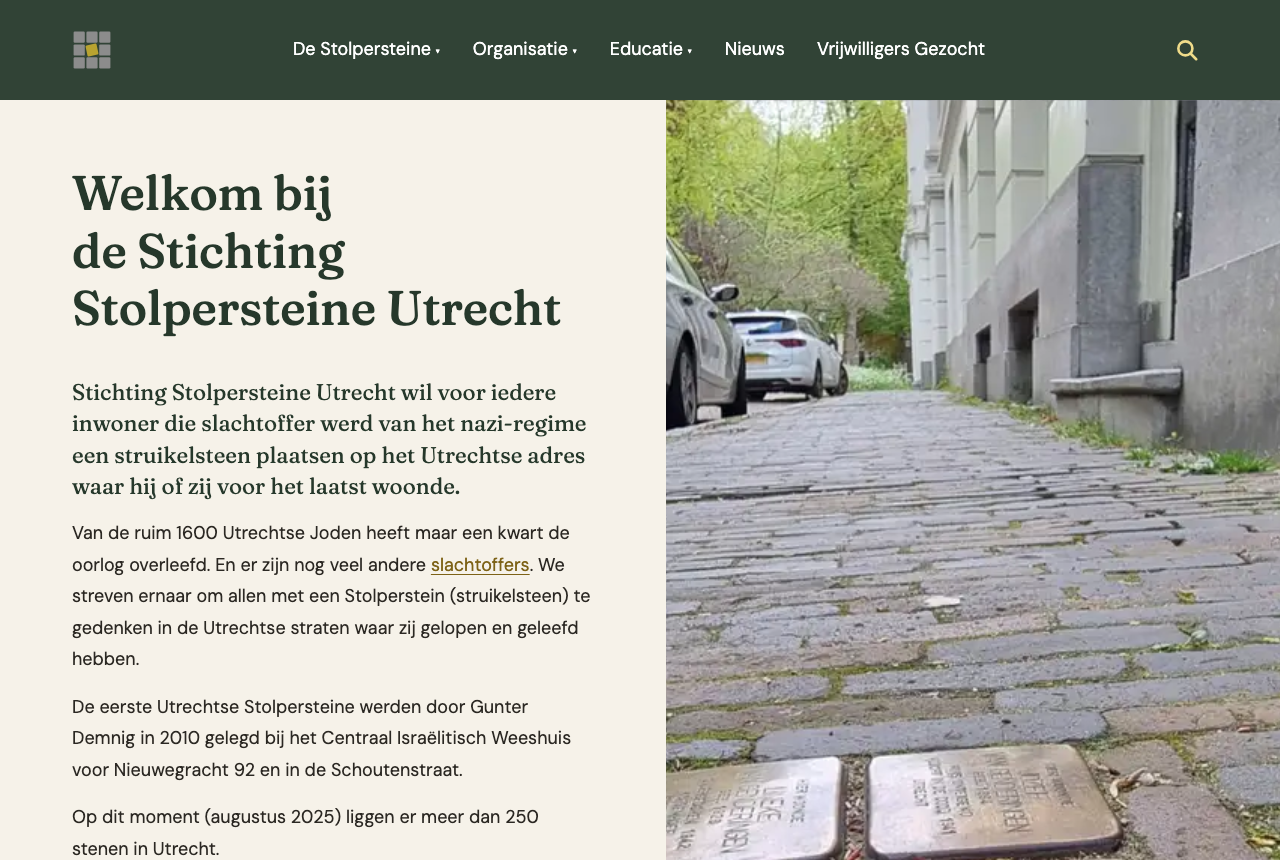 De Stolpersteine ▾ Organisatie ▾ Educatie ▾ Nieuws Vrijwilligers Gezocht
Welkom bij
de Stichting
Stolpersteine Utrecht
Stichting Stolpersteine Utrecht wil voor iedere
inwoner die slachtoffer werd van het nazi-regime
een struikelsteen plaatsen op het Utrechtse adres
waar hij of zij voor het laatst woonde.
Van de ruim 1600 Utrechtse Joden heeft maar een kwart de
oorlog overleefd. En er zijn nog veel andere slachtoffers. We
streven ernaar om allen met een Stolperstein (struikelsteen) te
gedenken in de Utrechtse straten waar zij gelopen en geleefd
hebben.
De eerste Utrechtse Stolpersteine werden door Gunter
Demnig in 2010 gelegd bij het Centraal Israëlitisch Weeshuis
voor Nieuwegracht 92 en in de Schoutenstraat.
Op dit moment (augustus 2025) liggen er meer dan 250
stenen in Utrecht.